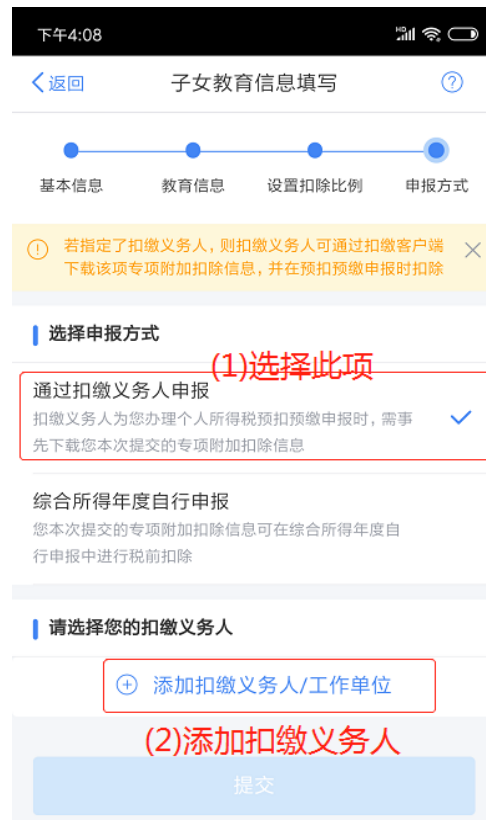 下午4:08
HD
返回
子女教育信息填写
?
基本信息
教育信息
设置扣除比例
申报方式
若指定了扣缴义务人，则扣缴义务人可通过扣缴客户端
下载该项专项附加扣除信息，并在预扣预缴申报时扣除
选择申报方式
(1)选择此项
通过扣缴义务人申报
扣缴义务人为您办理个人所得税预扣预缴申报时，需事
先下载您本次提交的专项附加扣除信息
综合所得年度自行申报
您本次提交的专项附加扣除信息可在综合所得年度自
行申报中进行税前扣除
请选择您的扣缴义务人
添加扣缴义务人/工作单位
(2)添加扣缴义务人
提交